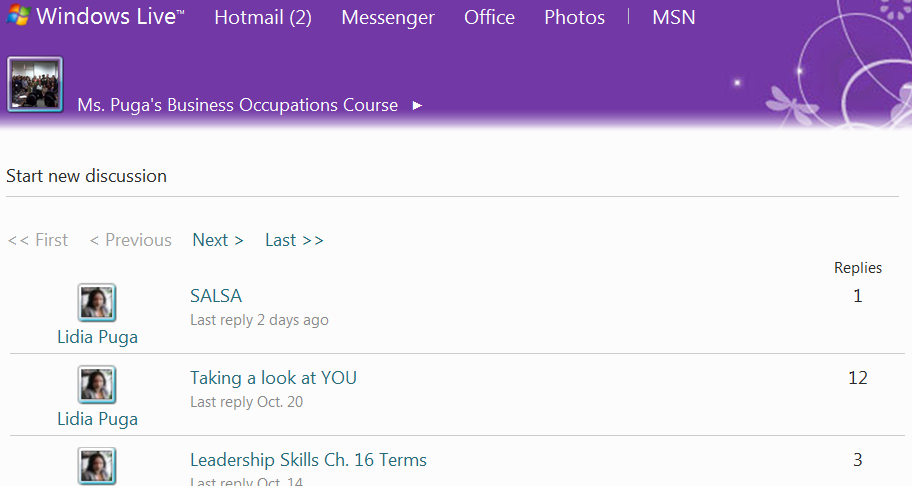 Windows Live™ Hotmail (2) Messenger Office Photos | MSN
Ms. Puga's Business Occupations Course ►
Start new discussion
<< First < Previous Next > Last >>
Replies
SALSA 1
Last reply 2 days ago
Lidia Puga
Taking a look at YOU 12
Last reply Oct. 20
Lidia Puga
Leadership Skills Ch. 16 Terms 3
Last reply Oct. 14